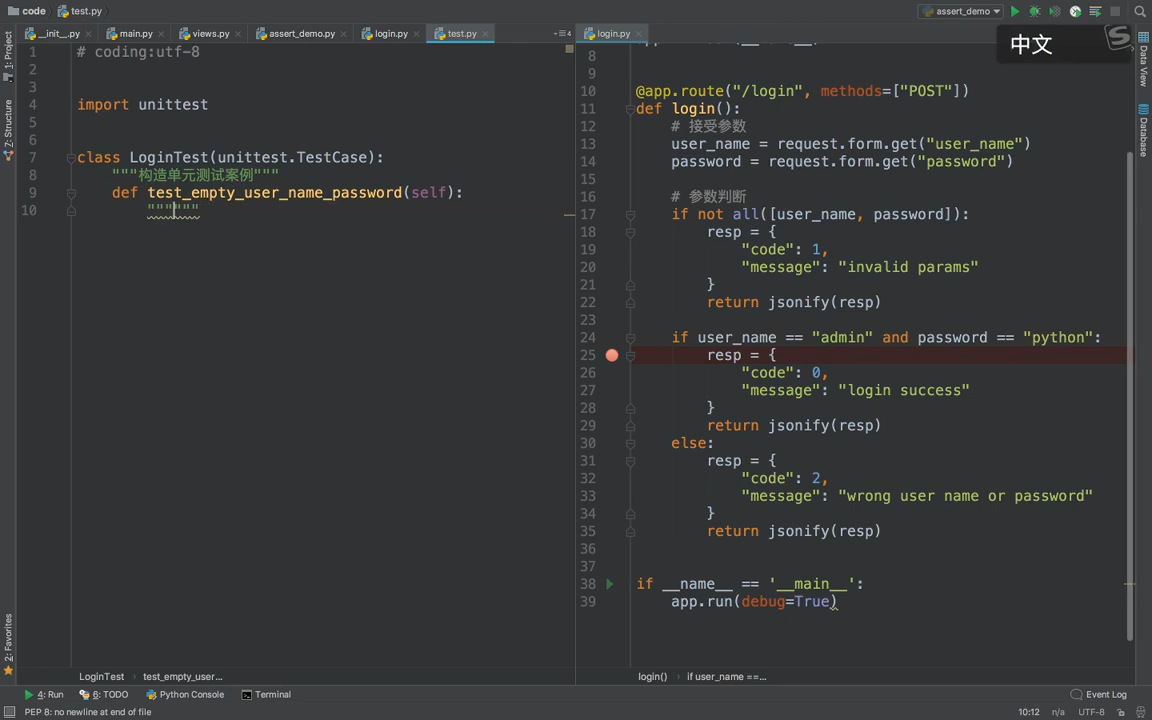 code test.py assert_demo
__init__.py main.py views.py assert_demo.py login.py test.py 4 login.py
中文
1: Project
Z: Structure
2: Favorites
Data View
Database
1 # coding:utf-8
2
3
4 import unittest
5
6
7 class LoginTest(unittest.TestCase):
8 """构造单元测试案例"""
9 def test_empty_user_name_password(self):
10 """"""
8
9
10 @app.route("/login", methods=["POST"])
11 def login():
12 # 接受参数
13 user_name = request.form.get("user_name")
14 password = request.form.get("password")
15
16 # 参数判断
17 if not all([user_name, password]):
18 resp = {
19 "code": 1,
20 "message": "invalid params"
21 }
22 return jsonify(resp)
23
24 if user_name == "admin" and password == "python":
25 resp = {
26 "code": 0,
27 "message": "login success"
28 }
29 return jsonify(resp)
30 else:
31 resp = {
32 "code": 2,
33 "message": "wrong user name or password"
34 }
35 return jsonify(resp)
36
37
38 if __name__ == '__main__':
39 app.run(debug=True)
LoginTest test_empty_user... login() if user_name ==...
4: Run 6: TODO Python Console Terminal Event Log
PEP 8: no newline at end of file 10:12 n/a UTF-8